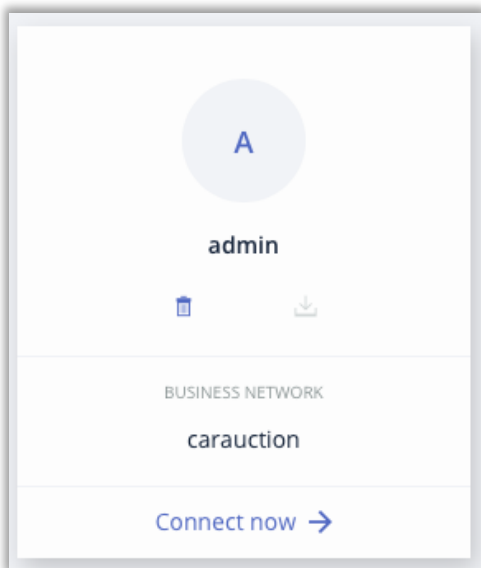 A
admin
BUSINESS NETWORK
carauction
Connect now